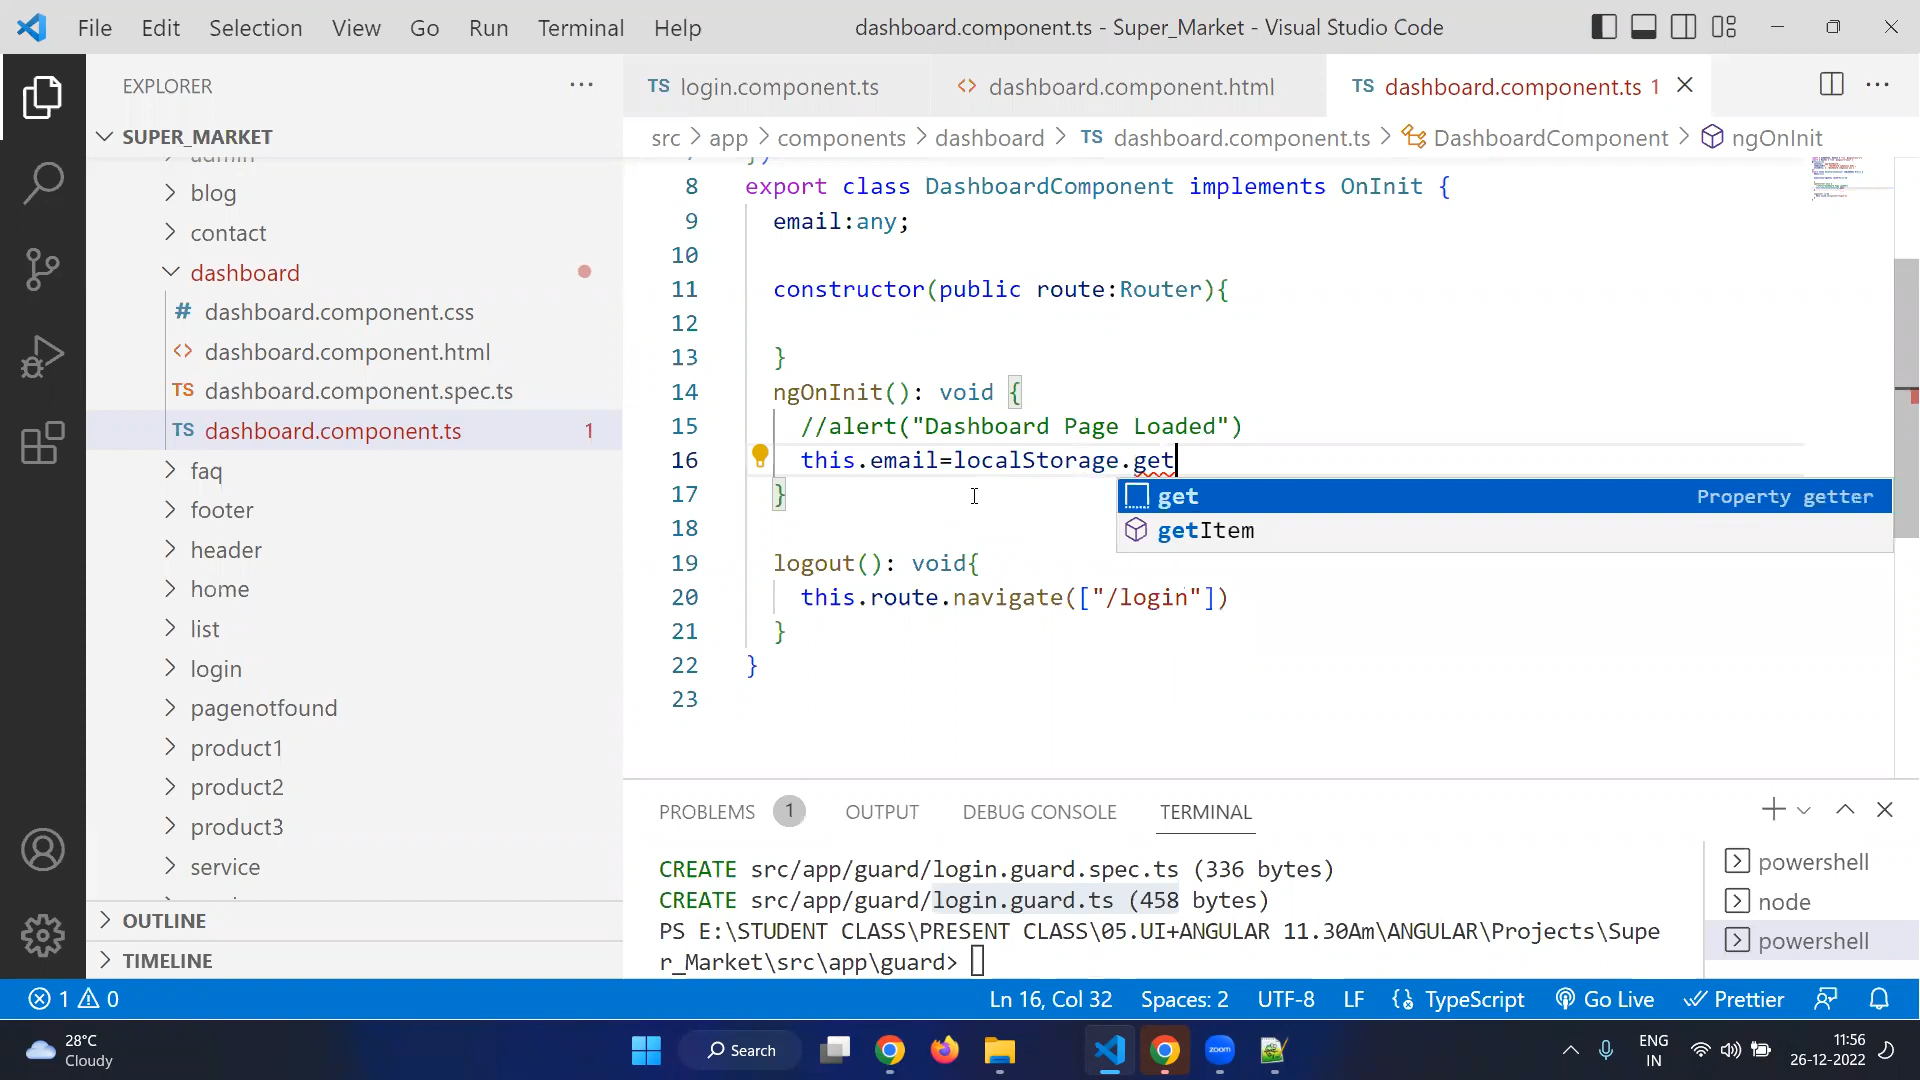 File Edit Selection View Go Run Terminal Help dashboard.component.ts - Super_Market - Visual Studio Code
EXPLORER
SUPER_MARKET
admin
blog
contact
dashboard
# dashboard.component.css
<> dashboard.component.html
TS dashboard.component.spec.ts
TS dashboard.component.ts 1
faq
footer
header
home
list
login
pagenotfound
product1
product2
product3
service
OUTLINE
TIMELINE
TS login.component.ts <> dashboard.component.html TS dashboard.component.ts 1
src > app > components > dashboard > TS dashboard.component.ts > DashboardComponent > ngOnInit
8 export class DashboardComponent implements OnInit {
9 email:any;
10
11 constructor(public route:Router){
12
13 }
14 ngOnInit(): void {
15 //alert("Dashboard Page Loaded")
16 this.email=localStorage.get
17 }
18
19 logout(): void{
20 this.route.navigate(["/login"])
21 }
22 }
23
get Property getter
getItem
PROBLEMS 1 OUTPUT DEBUG CONSOLE TERMINAL
CREATE src/app/guard/login.guard.spec.ts (336 bytes)
CREATE src/app/guard/login.guard.ts (458 bytes)
PS E:\STUDENT CLASS\PRESENT CLASS\05.UI+ANGULAR 11.30Am\ANGULAR\Projects\Supe
r_Market\src\app\guard>
powershell
node
powershell
1 0 Ln 16, Col 32 Spaces: 2 UTF-8 LF TypeScript Go Live Prettier
28°C
Cloudy
Search
zoom
ENG
IN
11:56
26-12-2022